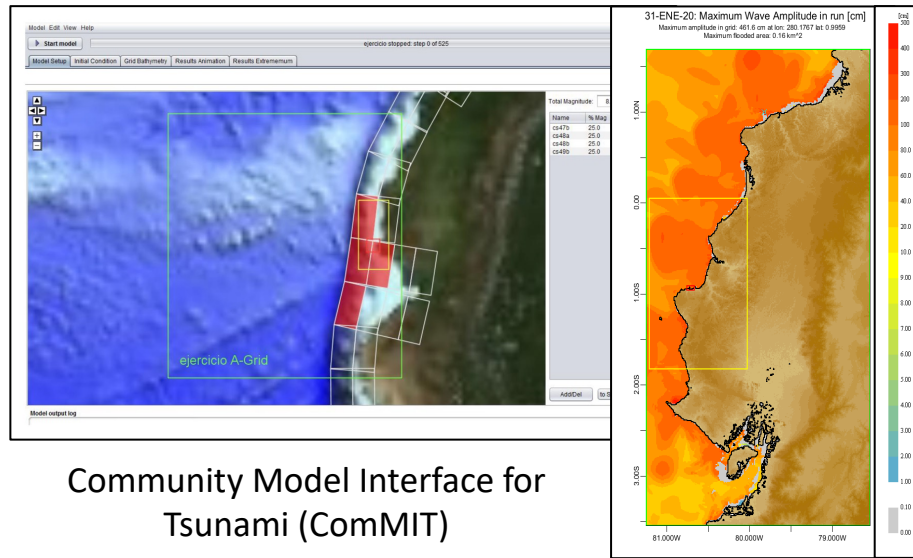 Model Edit View Help
Start model
ejercicio stopped: step 0 of 525
Model Setup Initial Condition Grid Bathymetry Results Animation Results Extrememum
Total Magnitude: 8.
Name % Mag
cs47b 25.0
cs48a 25.0
cs48b 25.0
cs49b 25.0
ejercicio A-Grid
Add/Del to S
Model output log
Community Model Interface for
Tsunami (ComMIT)
31-ENE-20: Maximum Wave Amplitude in run [cm]
Maximum amplitude in grid: 461.6 cm at lon: 280.1767 lat: 0.9959
Maximum flooded area: 0.16 km^2
1.00N
0.00
1.00S
2.00S
3.00S
81.000W 80.000W 79.000W
[cm]
500
300
200
100
80.0
60.0
40.0
20.0
10.0
9.00
8.00
7.00
6.00
5.00
4.00
3.00
2.00
1.00
0.10
0.00